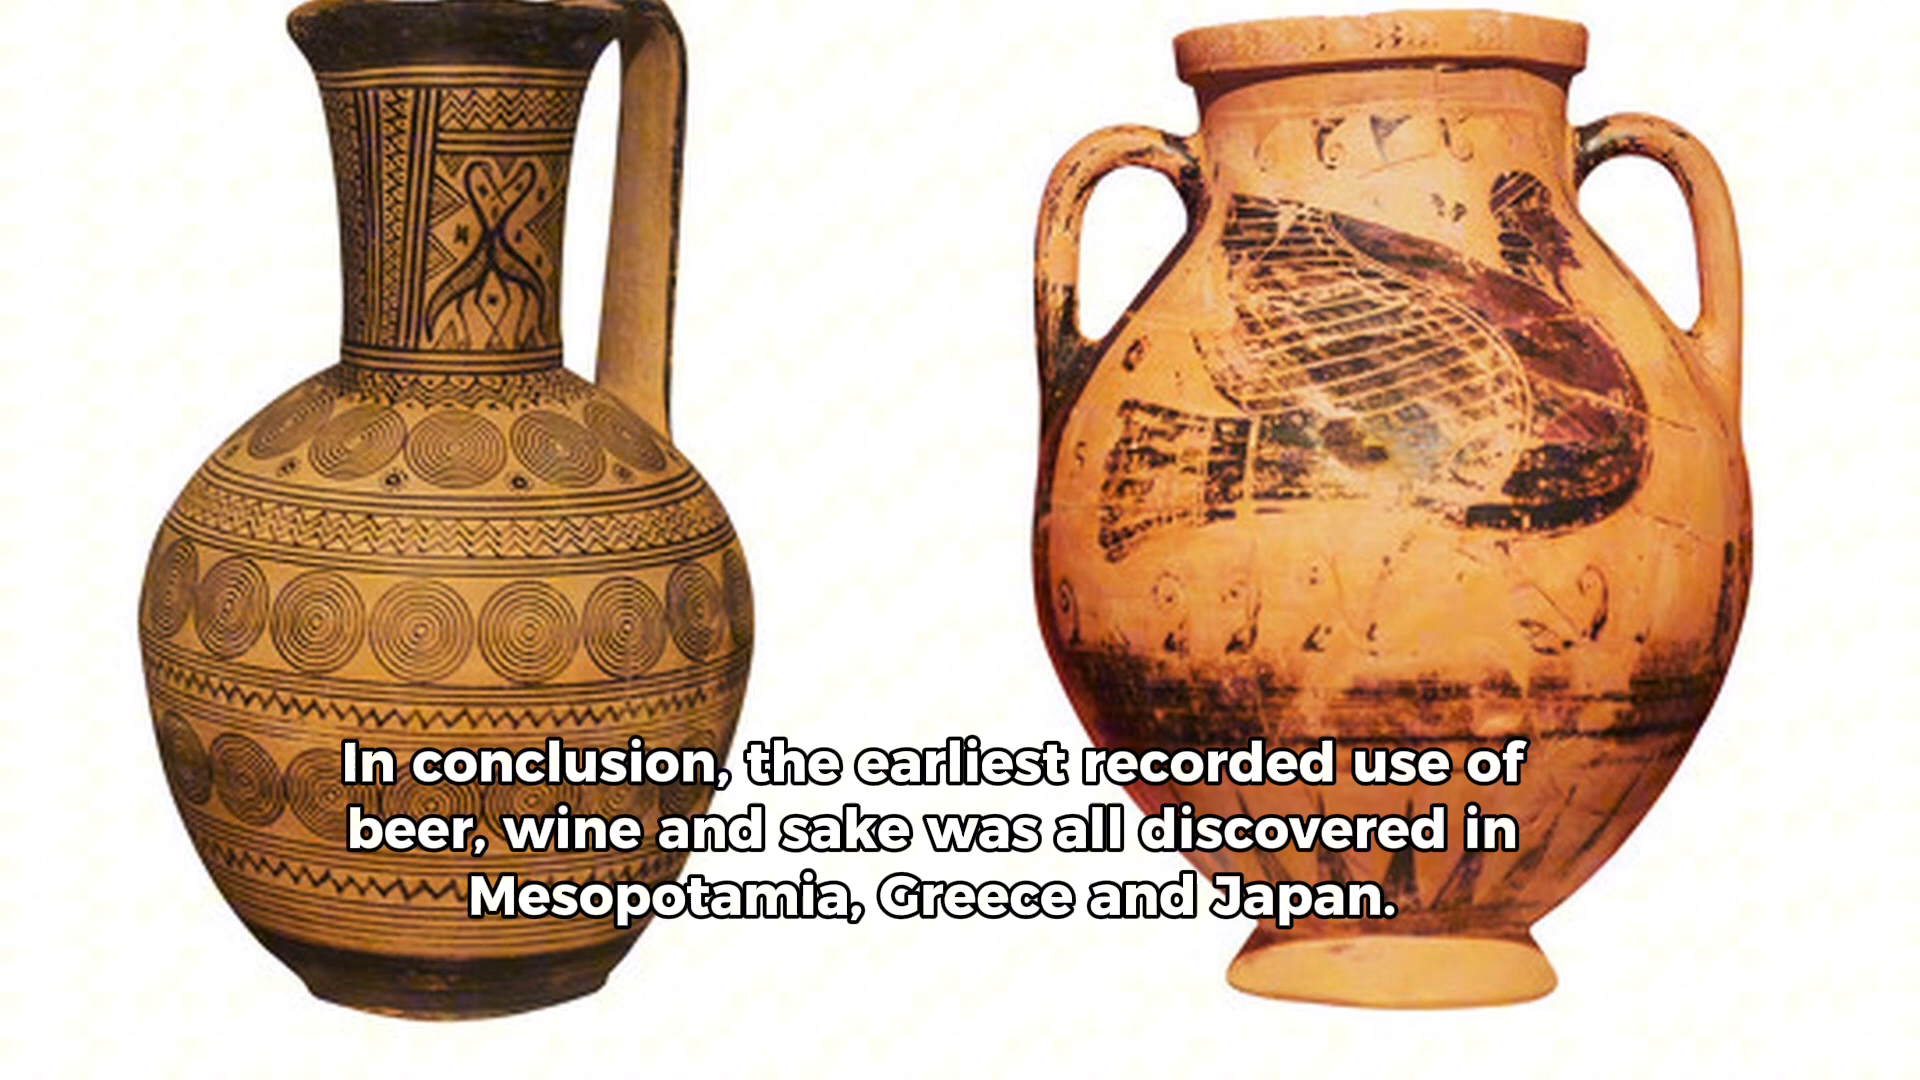 In conclusion, the earliest recorded use of
beer, wine and sake was all discovered in
Mesopotamia, Greece and Japan.